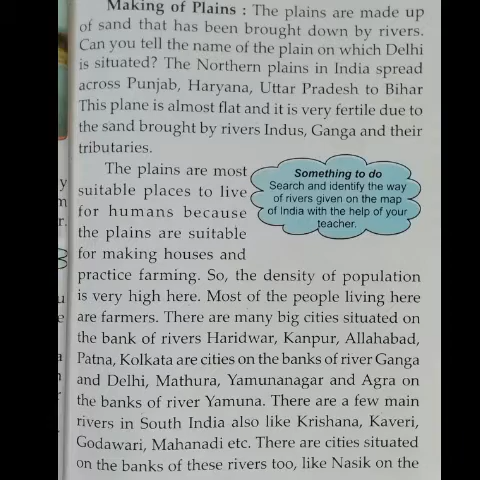 Making of Plains : The plains are made up
of sand that has been brought down by rivers.
Can you tell the name of the plain on which Delhi
is situated? The Northern plains in India spread
across Punjab, Haryana, Uttar Pradesh to Bihar
This plane is almost flat and it is very fertile due to
the sand brought by rivers Indus, Ganga and their
tributaries.
The plains are most
suitable places to live
for humans because
the plains are suitable
for making houses and
Something to do
Search and identify the way
of rivers given on the map
of India with the help of your
teacher.
practice farming. So, the density of population
is very high here. Most of the people living here
are farmers. There are many big cities situated on
the bank of rivers Haridwar, Kanpur, Allahabad,
Patna, Kolkata are cities on the banks of river Ganga
and Delhi, Mathura, Yamunanagar and Agra on
the banks of river Yamuna. There are a few main
rivers in South India also like Krishana, Kaveri,
Godawari, Mahanadi etc. There are cities situated
on the banks of these rivers too, like Nasik on the